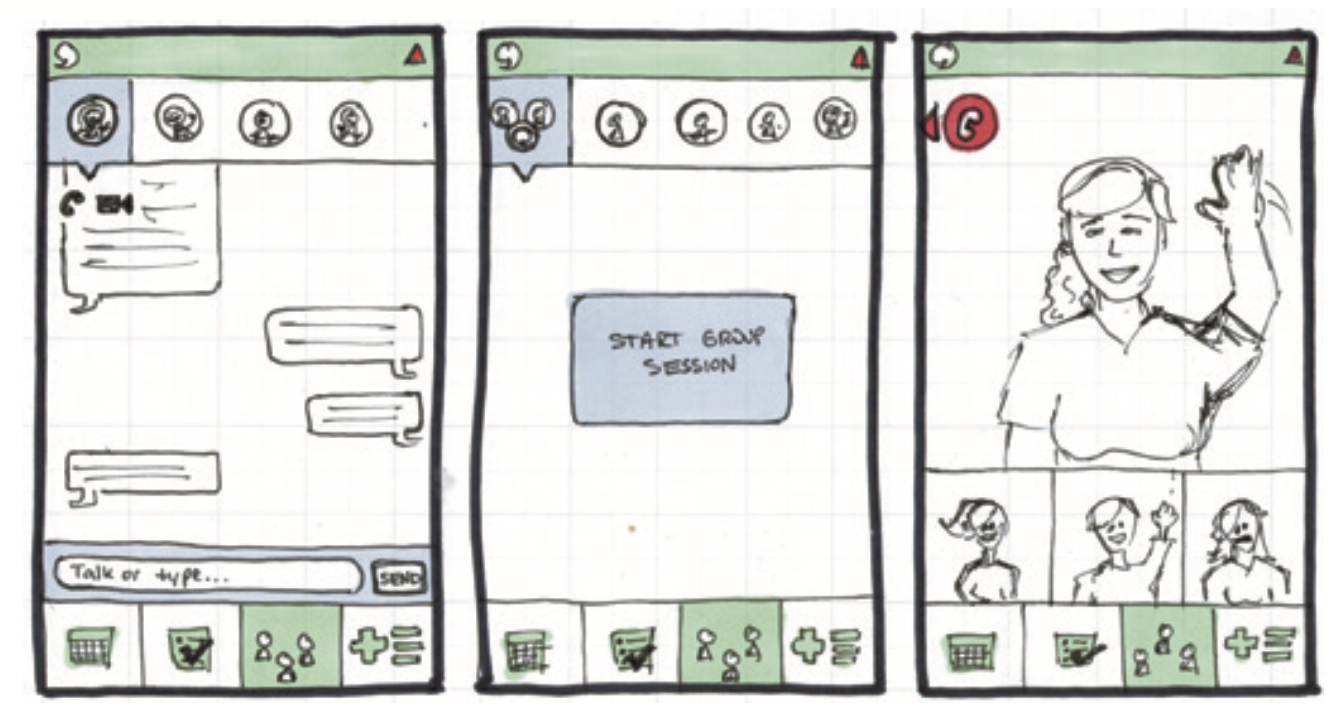 Talk or type...
SEND
START GROUP
SESSION